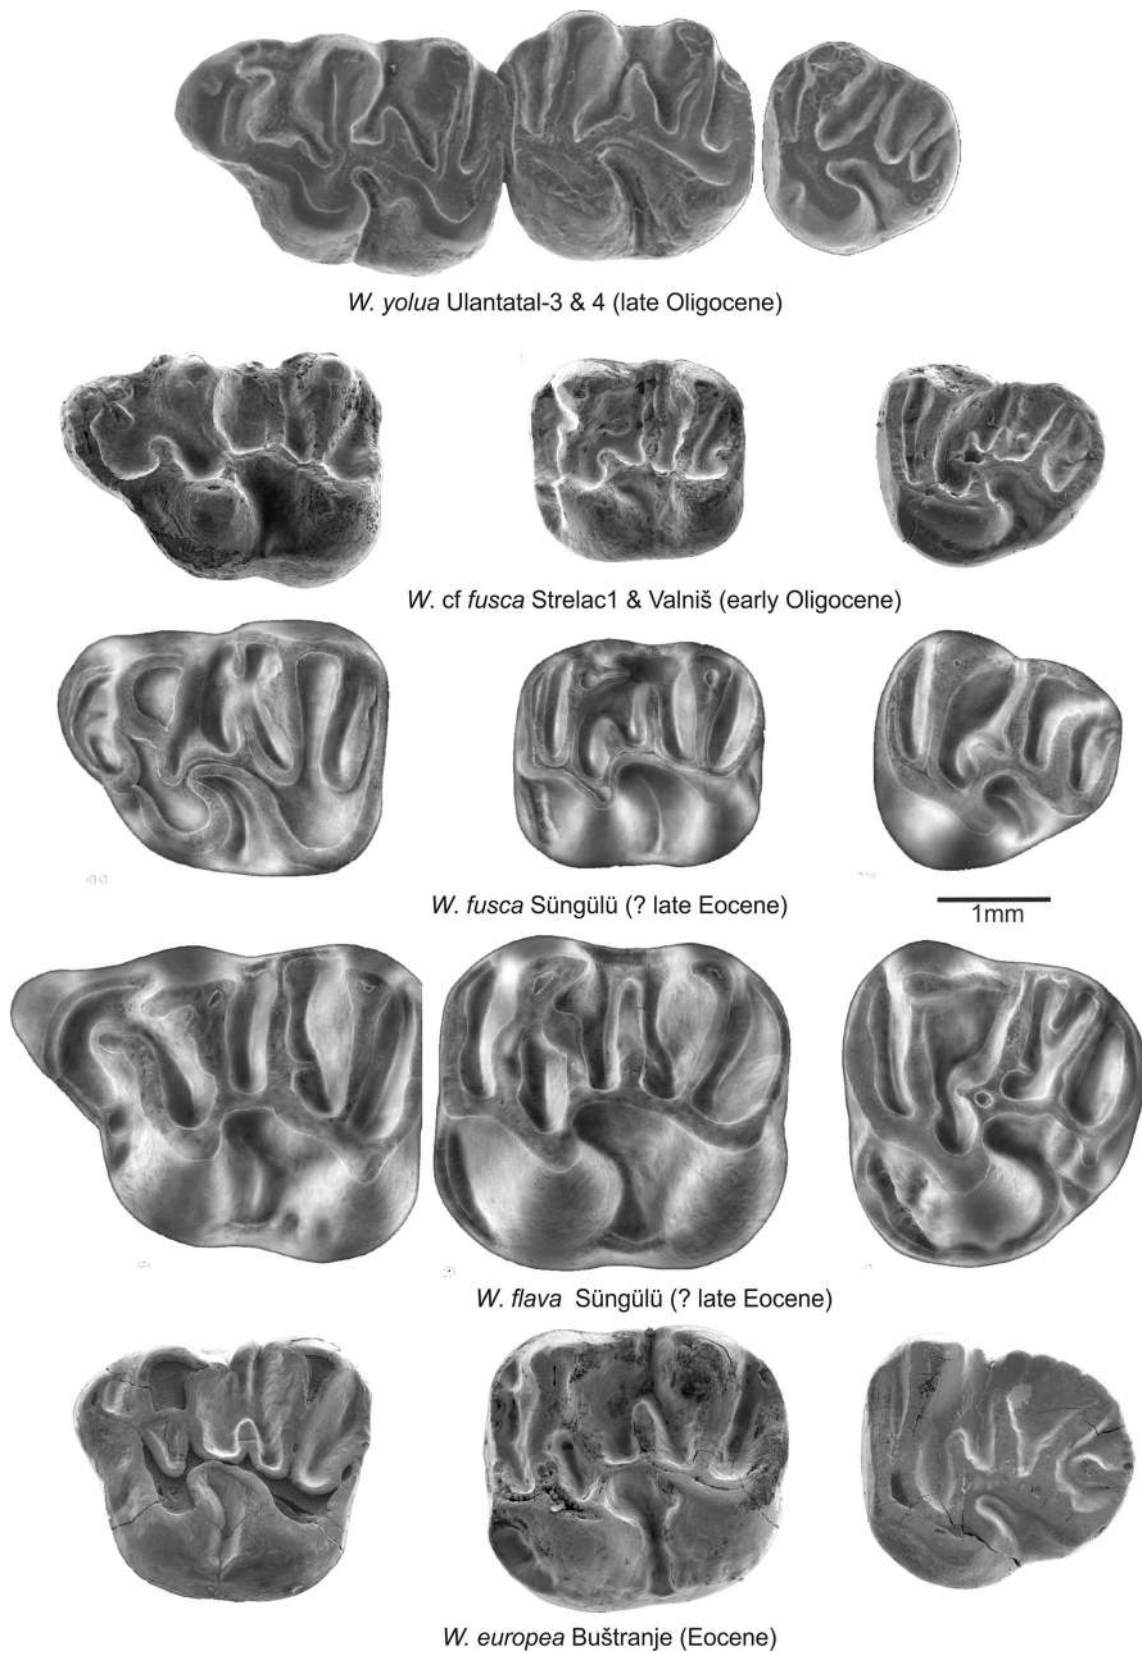 W. yolua Ulantatal-3 & 4 (late Oligocene)
W. cf fusca Strelac1 & Valniš (early Oligocene)
W. fusca Süngülü (? late Eocene)
1mm
W. flava Süngülü (? late Eocene)
W. europea Buštranje (Eocene)